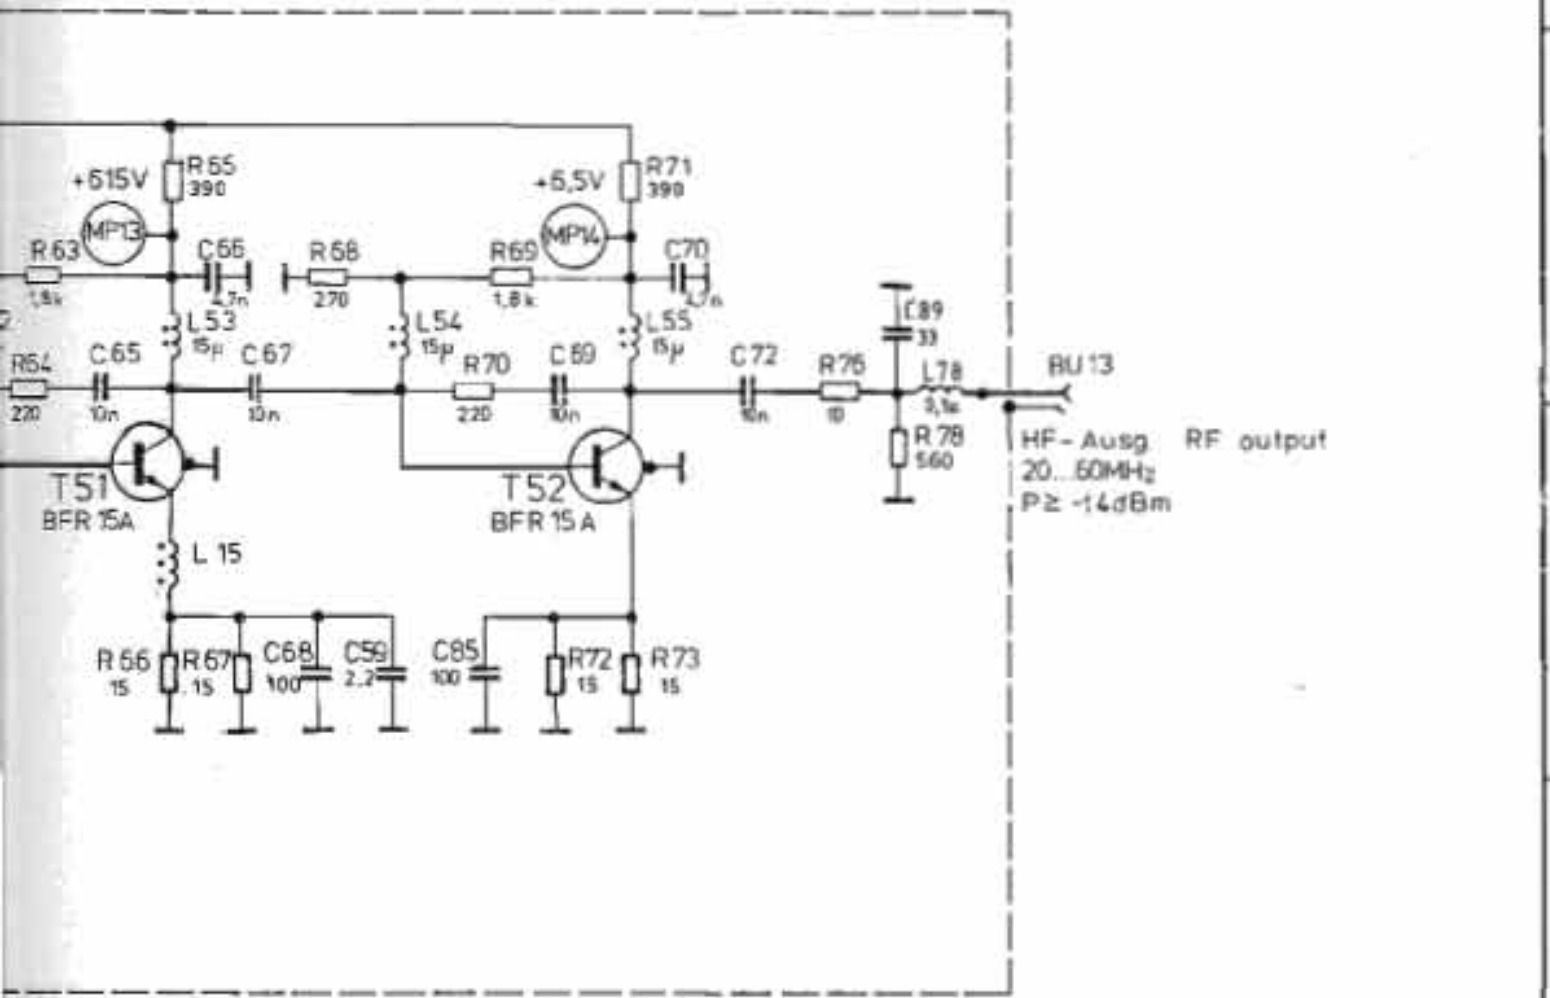 R65
390
+615V
MP13
R63
1,8k
C66
4,7n
L53
15µ
R64
220
C65
10n
C67
10n
T51
BFR 15A
L 15
R66
15
R67
15
C68
100
C59
2.2
R68
270
R69
1,8k
+6,5V
MP14
R71
390
C70
4,7n
L54
15µ
L55
15µ
R70
220
C69
10n
T52
BFR 15 A
C85
100
R72
15
R73
15
C72
10n
R76
10
C89
33
L78
R 78
560
BU 13
HF-Ausg RF output
20...60MHz
P≥ -14dBm